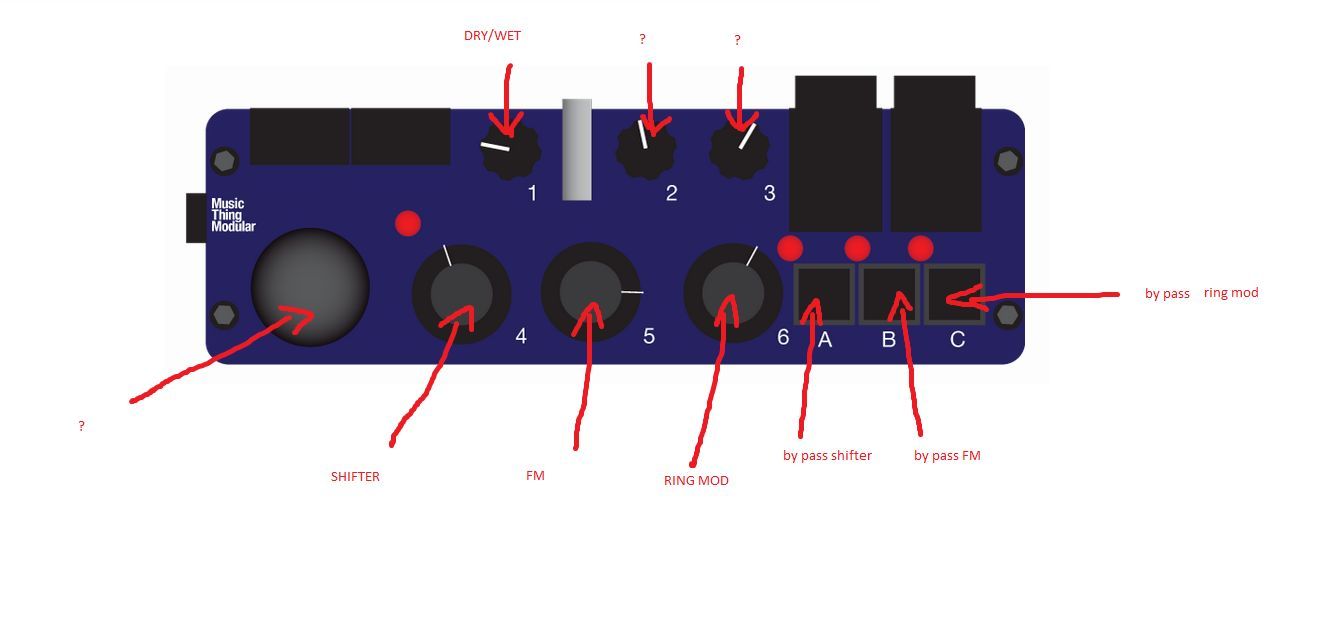 DRY/WET
?
?
1
2
3
Music
Thing
Modular
4
5
6
A
B
C
by pass ring mod
?
SHIFTER
FM
RING MOD
by pass shifter
by pass FM